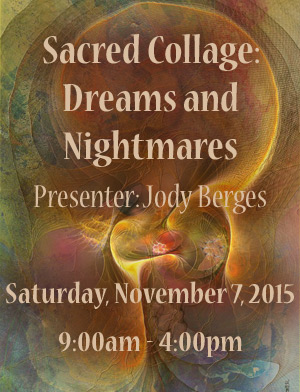 Sacred Collage:
Dreams and
Nightmares
Presenter: Jody Berges
Saturday, November 7, 2015
9:00am - 4:00pm